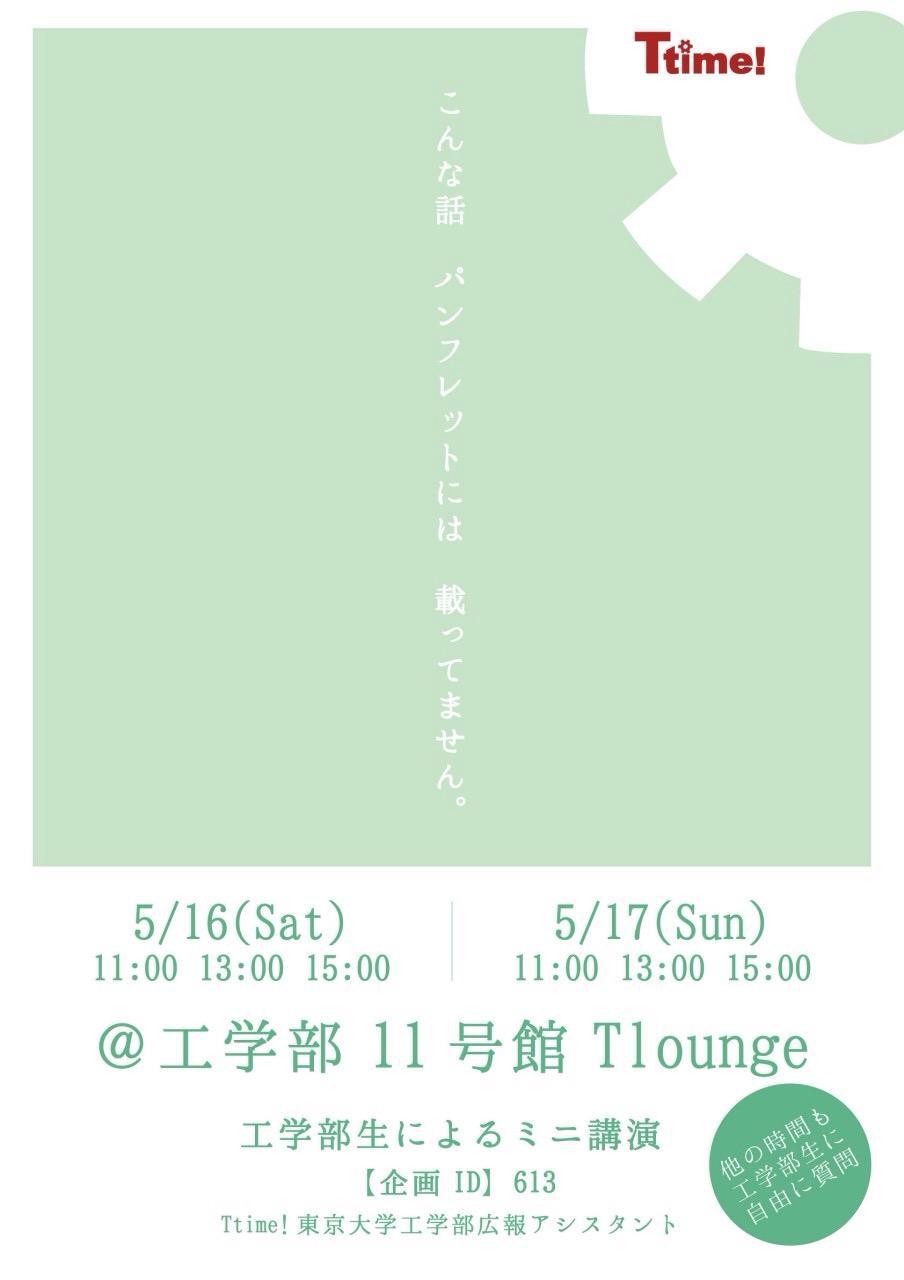 Ttime!
こんな話　パンフレットには　載ってません。
5/16(Sat)
11:00 13:00 15:00
5/17(Sun)
11:00 13:00 15:00
@工学部 11 号館 Tlounge
工学部生によるミニ講演
【企画 ID】613
Ttime! 東京大学工学部広報アシスタント
他の時間も
工学部生に
自由に質問